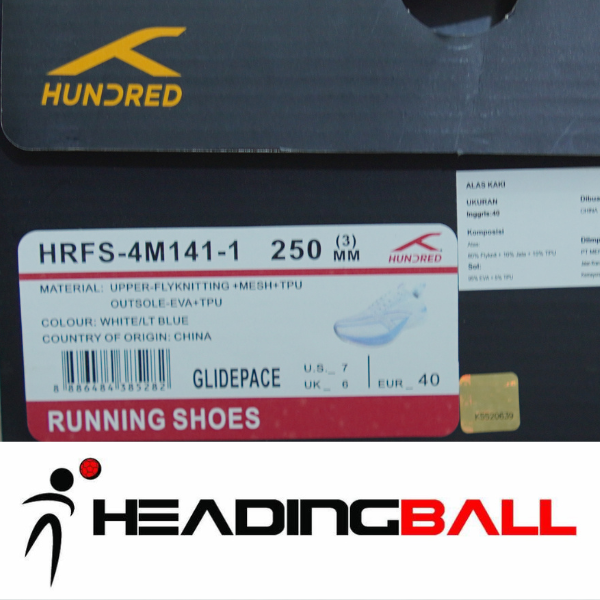 HUNDRED
ALAS KAKI
UKURAN
Inggris:40
Komposisi
CHINA
HRFS-4M141-1 250 (3) MM
HUNDRED
MATERIAL: UPPER-FLYKNITTING +MESH+TPU
OUTSOLE-EVA+TPU
COLOUR: WHITE/LT BLUE
COUNTRY OF ORIGIN: CHINA
8 886484 385282
GLIDEPACE
U.S._ 7
UK_ 6
EUR_ 40
RUNNING SHOES
HEADINGBALL